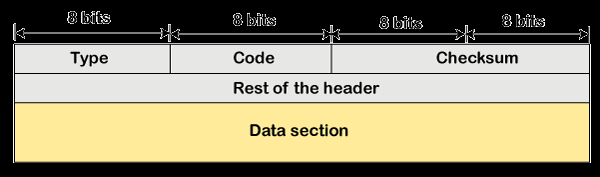 8 bits 8 bits 8 bits 8 bits
Type Code Checksum
Rest of the header
Data section